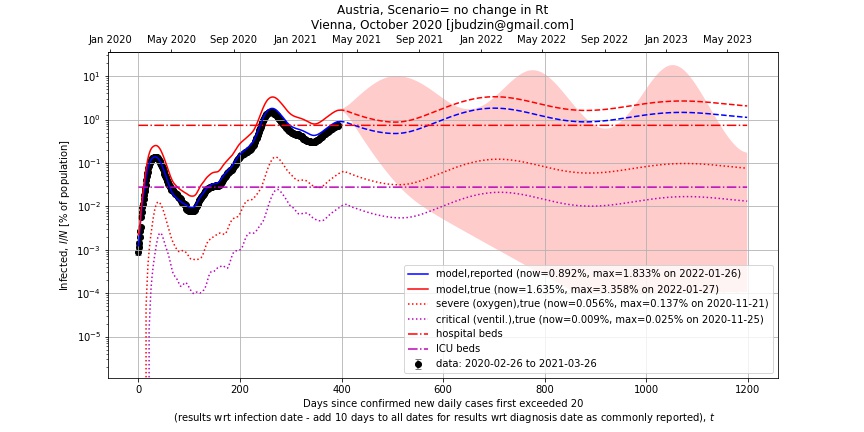 Austria, Scenario= no change in Rt
Vienna, October 2020 [jbudzin@gmail.com]
Jan 2020 May 2020 Sep 2020 Jan 2021 May 2021 Sep 2021 Jan 2022 May 2022 Sep 2022 Jan 2023 May 2023
10¹
10⁰
10⁻¹
10⁻²
10⁻³
10⁻⁴
10⁻⁵
Infected, I/N [% of population]
model,reported (now=0.892%, max=1.833% on 2022-01-26)
model,true (now=1.635%, max=3.358% on 2022-01-27)
severe (oxygen),true (now=0.056%, max=0.137% on 2020-11-21)
critical (ventil.),true (now=0.009%, max=0.025% on 2020-11-25)
hospital beds
ICU beds
data: 2020-02-26 to 2021-03-26
0 200 400 600 800 1000 1200
Days since confirmed new daily cases first exceeded 20
(results wrt infection date - add 10 days to all dates for results wrt diagnosis date as commonly reported), t